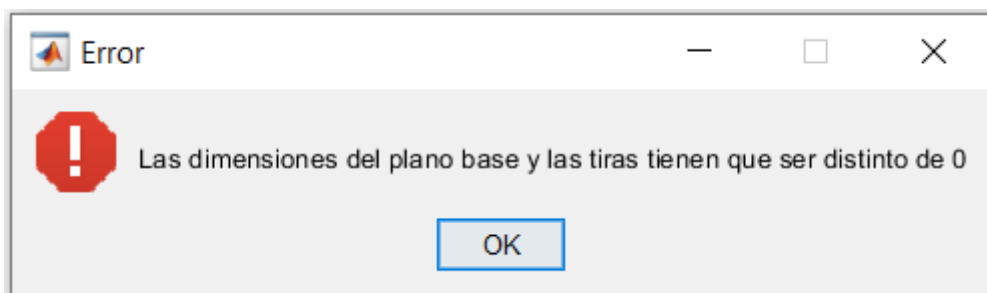 Error
Las dimensiones del plano base y las tiras tienen que ser distinto de 0
OK